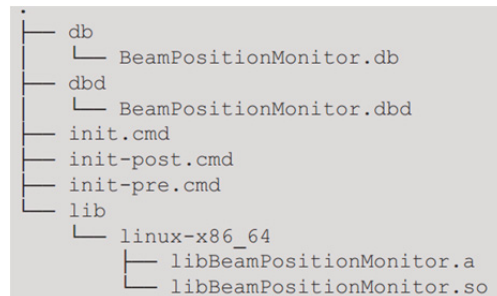 .
├── db
│   └── BeamPositionMonitor.db
├── dbd
│   └── BeamPositionMonitor.dbd
├── init.cmd
├── init-post.cmd
├── init-pre.cmd
└── lib
    └── linux-x86_64
        ├── libBeamPositionMonitor.a
        └── libBeamPositionMonitor.so